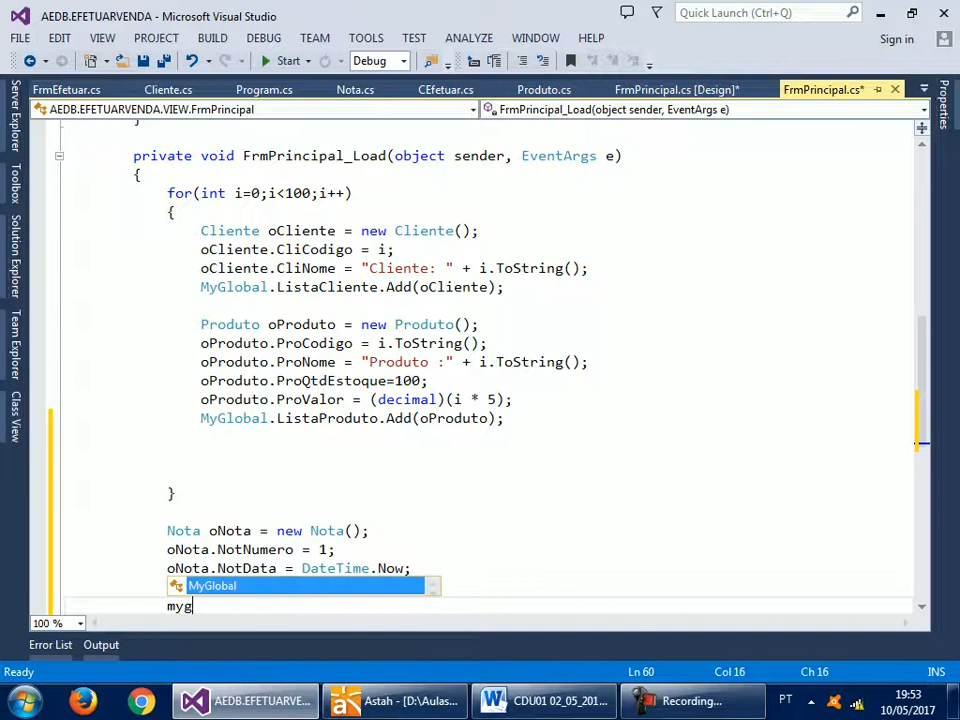 AEDB.EFETUARVENDA - Microsoft Visual Studio
Quick Launch (Ctrl+Q)
FILE EDIT VIEW PROJECT BUILD DEBUG TEAM TOOLS TEST ANALYZE WINDOW HELP
Sign in
Start
Debug
FrmEfetuar.cs Cliente.cs Program.cs Nota.cs CEfetuar.cs Produto.cs FrmPrincipal.cs [Design]* FrmPrincipal.cs*
AEDB.EFETUARVENDA.VIEW.FrmPrincipal
FrmPrincipal_Load(object sender, EventArgs e)
Server Explorer
Toolbox
Solution Explorer
Team Explorer
Class View
Properties
}
private void FrmPrincipal_Load(object sender, EventArgs e)
{
for(int i=0;i<100;i++)
{
Cliente oCliente = new Cliente();
oCliente.CliCodigo = i;
oCliente.CliNome = "Cliente: " + i.ToString();
MyGlobal.ListaCliente.Add(oCliente);
Produto oProduto = new Produto();
oProduto.ProCodigo = i.ToString();
oProduto.ProNome = "Produto :" + i.ToString();
oProduto.ProQtdEstoque=100;
oProduto.ProValor = (decimal)(i * 5);
MyGlobal.ListaProduto.Add(oProduto);
}
Nota oNota = new Nota();
oNota.NotNumero = 1;
oNota.NotData = DateTime.Now;
MyGlobal
myg
100 %
Error List Output
Ready
Ln 60 Col 16 Ch 16 INS
AEDB.EFETUARVE...
Astah - [D:\Aulas...
CDU01 02_05_201...
Recording...
PT
19:53
10/05/2017